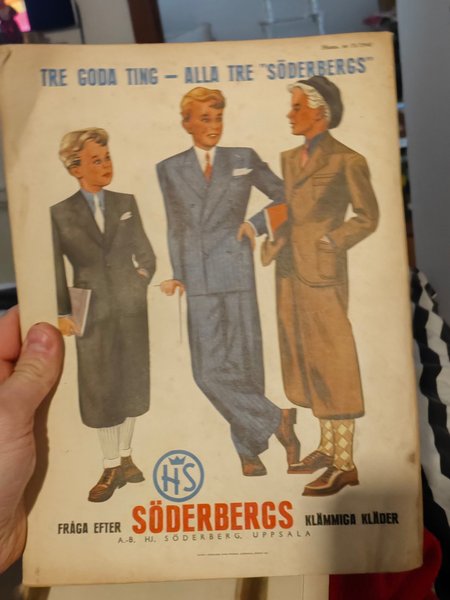 TRE GODA TING – ALLA TRE "SÖDERBERGS"
HS
FRÅGA EFTER SÖDERBERGS KLÄMMIGA KLÄDER
A.-B. HJ. SÖDERBERG, UPPSALA